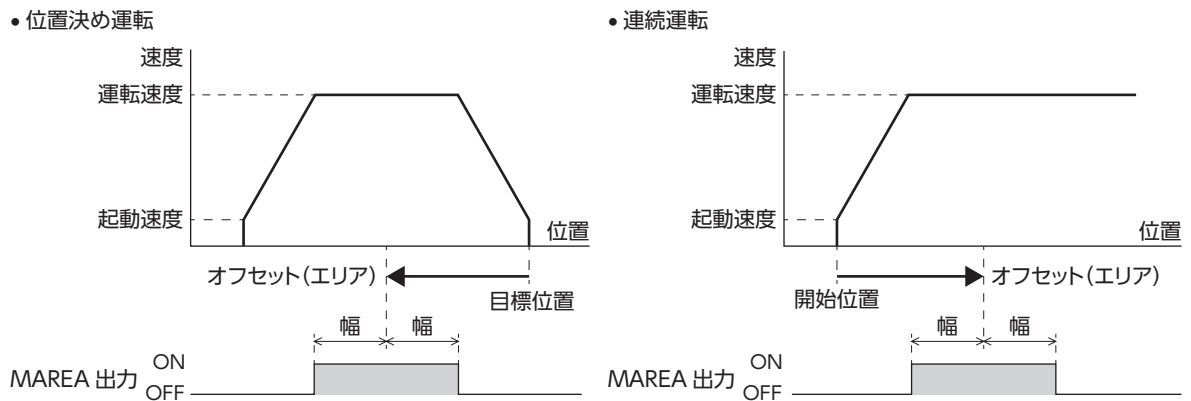 • 位置決め運転
速度
運転速度
起動速度
位置
オフセット（エリア）
目標位置
幅 幅
MAREA 出力 ON
OFF
• 連続運転
速度
運転速度
起動速度
位置
オフセット（エリア）
開始位置
幅 幅
MAREA 出力 ON
OFF